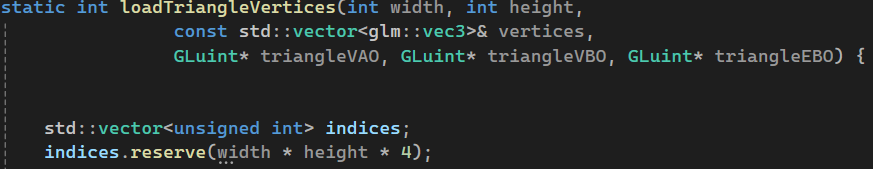 static int loadTriangleVertices(int width, int height,
const std::vector<glm::vec3>& vertices,
GLuint* triangleVAO, GLuint* triangleVBO, GLuint* triangleEBO) {
std::vector<unsigned int> indices;
indices.reserve(width * height * 4);